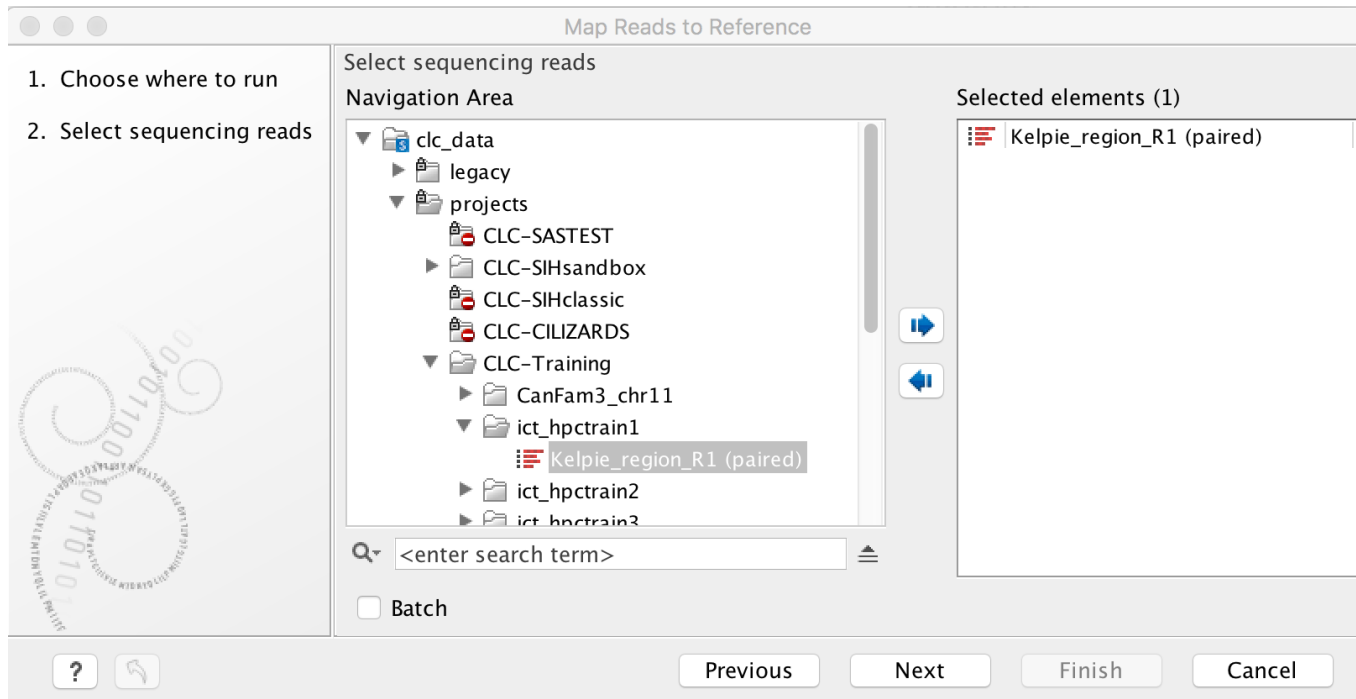 Map Reads to Reference
1. Choose where to run
2. Select sequencing reads
Select sequencing reads
Navigation Area
clc_data
legacy
projects
CLC-SASTEST
CLC-SIHsandbox
CLC-SIHclassic
CLC-CILIZARDS
CLC-Training
CanFam3_chr11
ict_hpctrain1
Kelpie_region_R1 (paired)
ict_hpctrain2
ict_hpctrain3
<enter search term>
Batch
Selected elements (1)
Kelpie_region_R1 (paired)
?
Previous
Next
Finish
Cancel